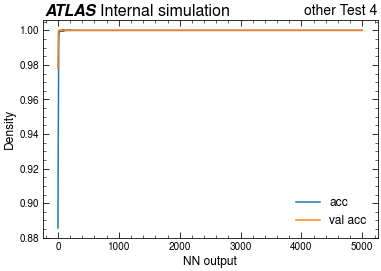 ATLAS Internal simulation
other Test 4
1.00
0.98
0.96
0.94
0.92
0.90
0.88
Density
0
1000
2000
3000
4000
5000
NN output
acc
val acc